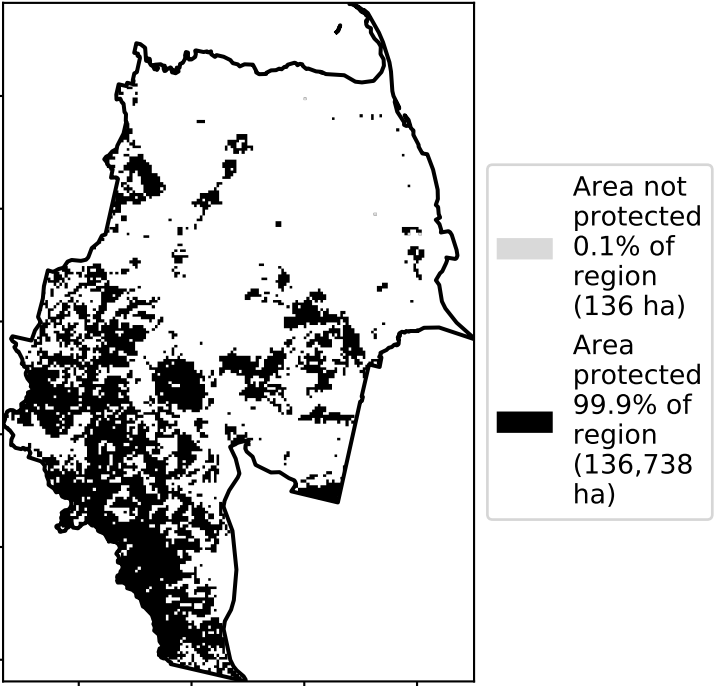 Area not
protected
0.1% of
region
(136 ha)
Area
protected
99.9% of
region
(136,738
ha)